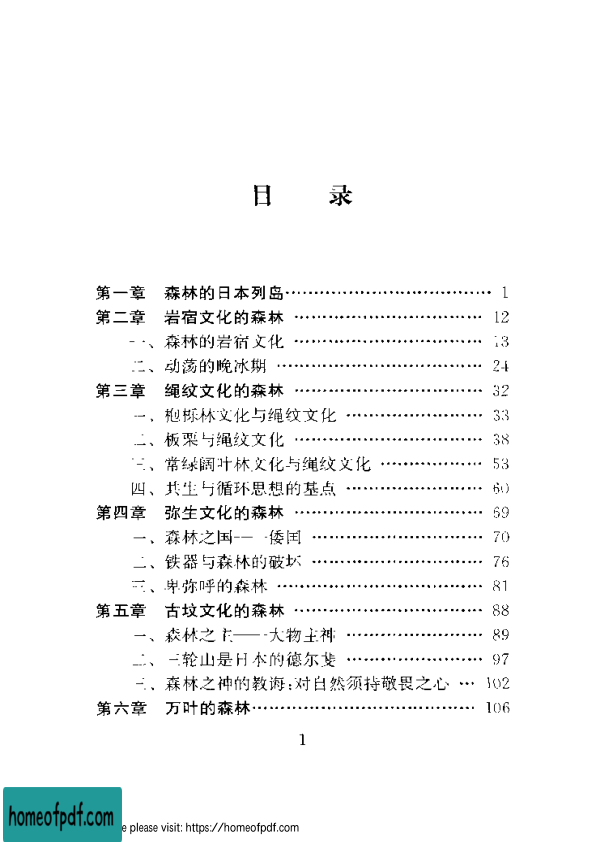 目 录
第一章 森林的日本列岛………………………………… 1
第二章 岩宿文化的森林 ……………………………… 12
一、森林的岩宿文化 ……………………………… 13
二、动荡的晚冰期 ………………………………… 24
第三章 绳纹文化的森林 ……………………………… 32
一、枹栎林文化与绳纹文化 ……………………… 33
二、板栗与绳纹文化 ……………………………… 38
三、常绿阔叶林文化与绳纹文化 ………………… 53
四、共生与循环思想的基点 ……………………… 60
第四章 弥生文化的森林 ……………………………… 69
一、森林之国——倭国 …………………………… 70
二、铁器与森林的破坏 …………………………… 76
三、卑弥呼的森林 ………………………………… 81
第五章 古坟文化的森林 ……………………………… 88
一、森林之主——大物主神 ……………………… 89
二、三轮山是日本的德尔斐 ……………………… 97
三、森林之神的教诲:对自然须持敬畏之心 … 102
第六章 万叶的森林…………………………………… 106
1
homeofpdf.com
e please visit: https://homeofpdf.com